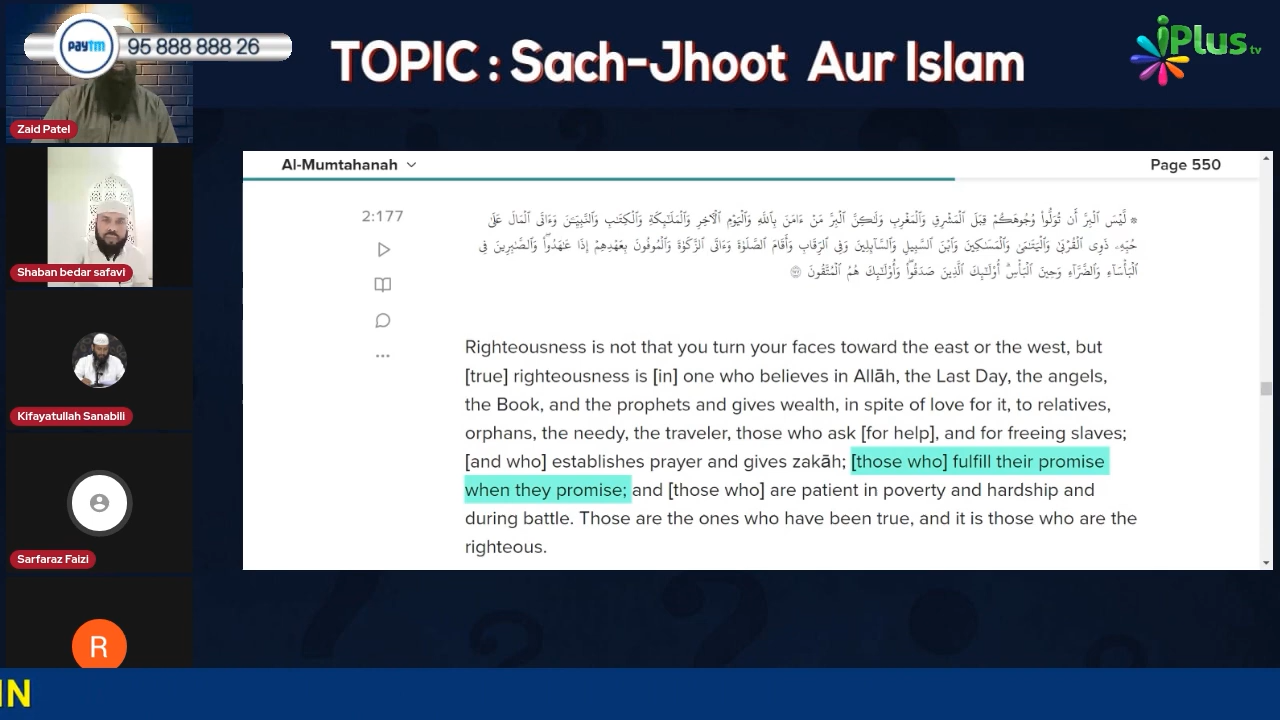 paytm
95 888 888 26
TOPIC : Sach-Jhoot Aur Islam
iPlus tv
Zaid Patel
Shaban bedar safavi
Kifayatullah Sanabili
Sarfaraz Faizi
R
Al-Mumtahanah
Page 550
2:177
۞ لَّيْسَ ٱلْبِرَّ أَن تُوَلُّوا۟ وُجُوهَكُمْ قِبَلَ ٱلْمَشْرِقِ وَٱلْمَغْرِبِ وَلَـٰكِنَّ ٱلْبِرَّ مَنْ ءَامَنَ بِٱللَّهِ وَٱلْيَوْمِ ٱلْـَٔاخِرِ وَٱلْمَلَـٰٓئِكَةِ وَٱلْكِتَـٰبِ وَٱلنَّبِيِّـۧنَ وَءَاتَى ٱلْمَالَ عَلَىٰ
حُبِّهِۦ ذَوِى ٱلْقُرْبَىٰ وَٱلْيَتَـٰمَىٰ وَٱلْمَسَـٰكِينَ وَٱبْنَ ٱلسَّبِيلِ وَٱلسَّآئِلِينَ وَفِى ٱلرِّقَابِ وَأَقَامَ ٱلصَّلَوٰةَ وَءَاتَى ٱلزَّكَوٰةَ وَٱلْمُوفُونَ بِعَهْدِهِمْ إِذَا عَـٰهَدُوا۟ ۖ وَٱلصَّـٰبِرِينَ فِى
ٱلْبَأْسَآءِ وَٱلضَّرَّآءِ وَحِينَ ٱلْبَأْسِ ۗ أُو۟لَـٰٓئِكَ ٱلَّذِينَ صَدَقُوا۟ ۖ وَأُو۟لَـٰٓئِكَ هُمُ ٱلْمُتَّقُونَ ١٧٧
Righteousness is not that you turn your faces toward the east or the west, but
[true] righteousness is [in] one who believes in Allāh, the Last Day, the angels,
the Book, and the prophets and gives wealth, in spite of love for it, to relatives,
orphans, the needy, the traveler, those who ask [for help], and for freeing slaves;
[and who] establishes prayer and gives zakāh; [those who] fulfill their promise
when they promise; and [those who] are patient in poverty and hardship and
during battle. Those are the ones who have been true, and it is those who are the
righteous.
IN